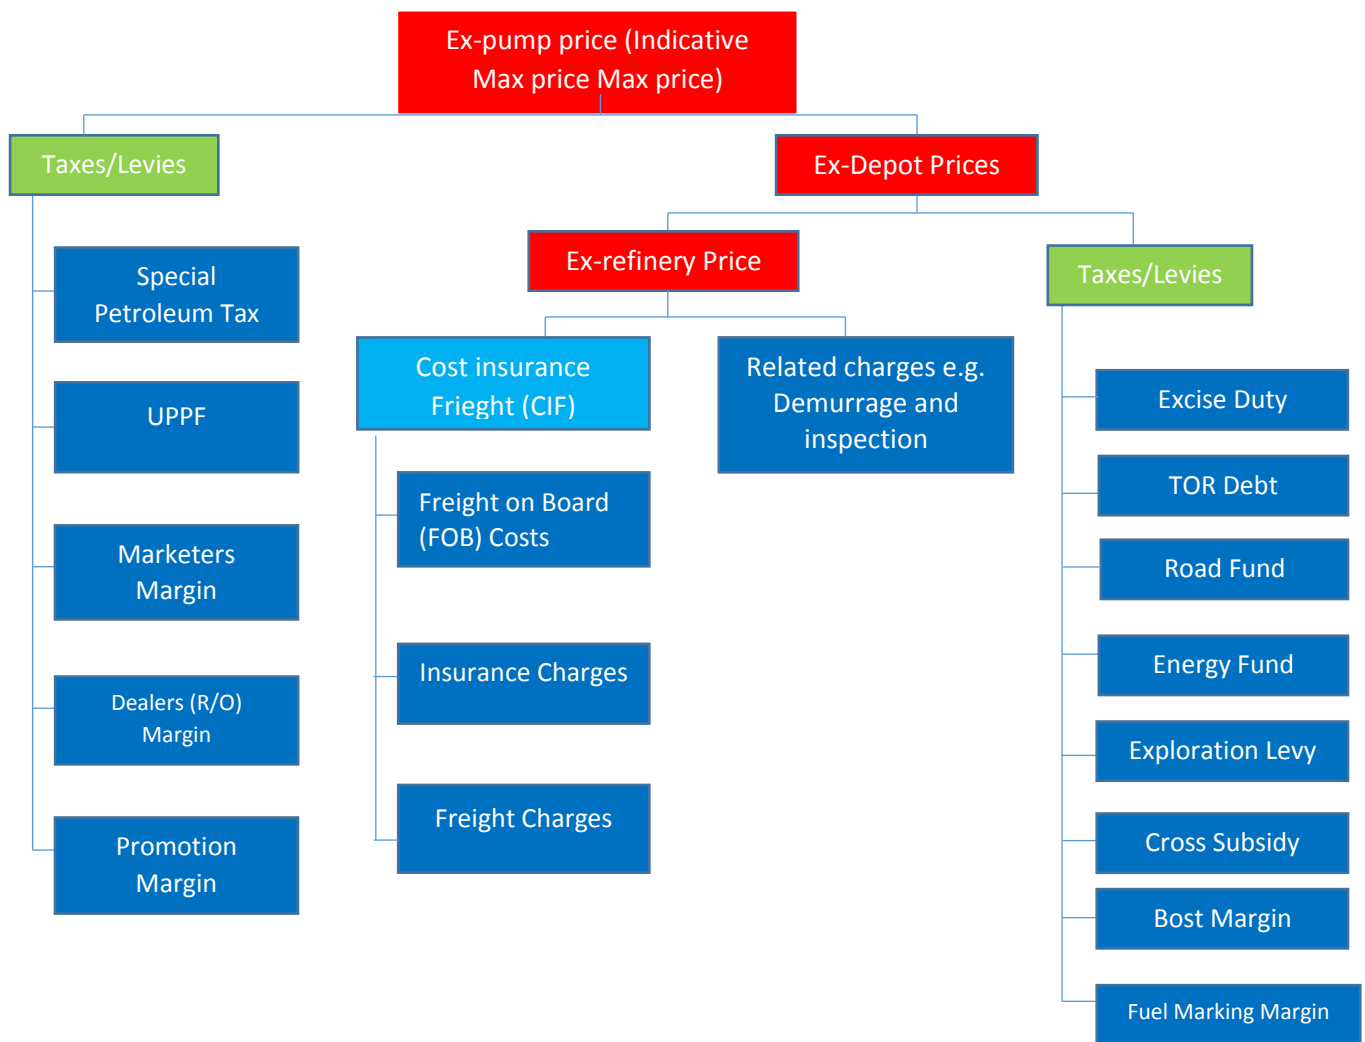 Ex-pump price (Indicative
Max price Max price)
Taxes/Levies
Ex-Depot Prices
Special
Petroleum Tax
UPPF
Marketers
Margin
Dealers (R/O)
Margin
Promotion
Margin
Ex-refinery Price
Cost insurance
Frieght (CIF)
Freight on Board
(FOB) Costs
Insurance Charges
Freight Charges
Related charges e.g.
Demurrage and
inspection
Taxes/Levies
Excise Duty
TOR Debt
Road Fund
Energy Fund
Exploration Levy
Cross Subsidy
Bost Margin
Fuel Marking Margin